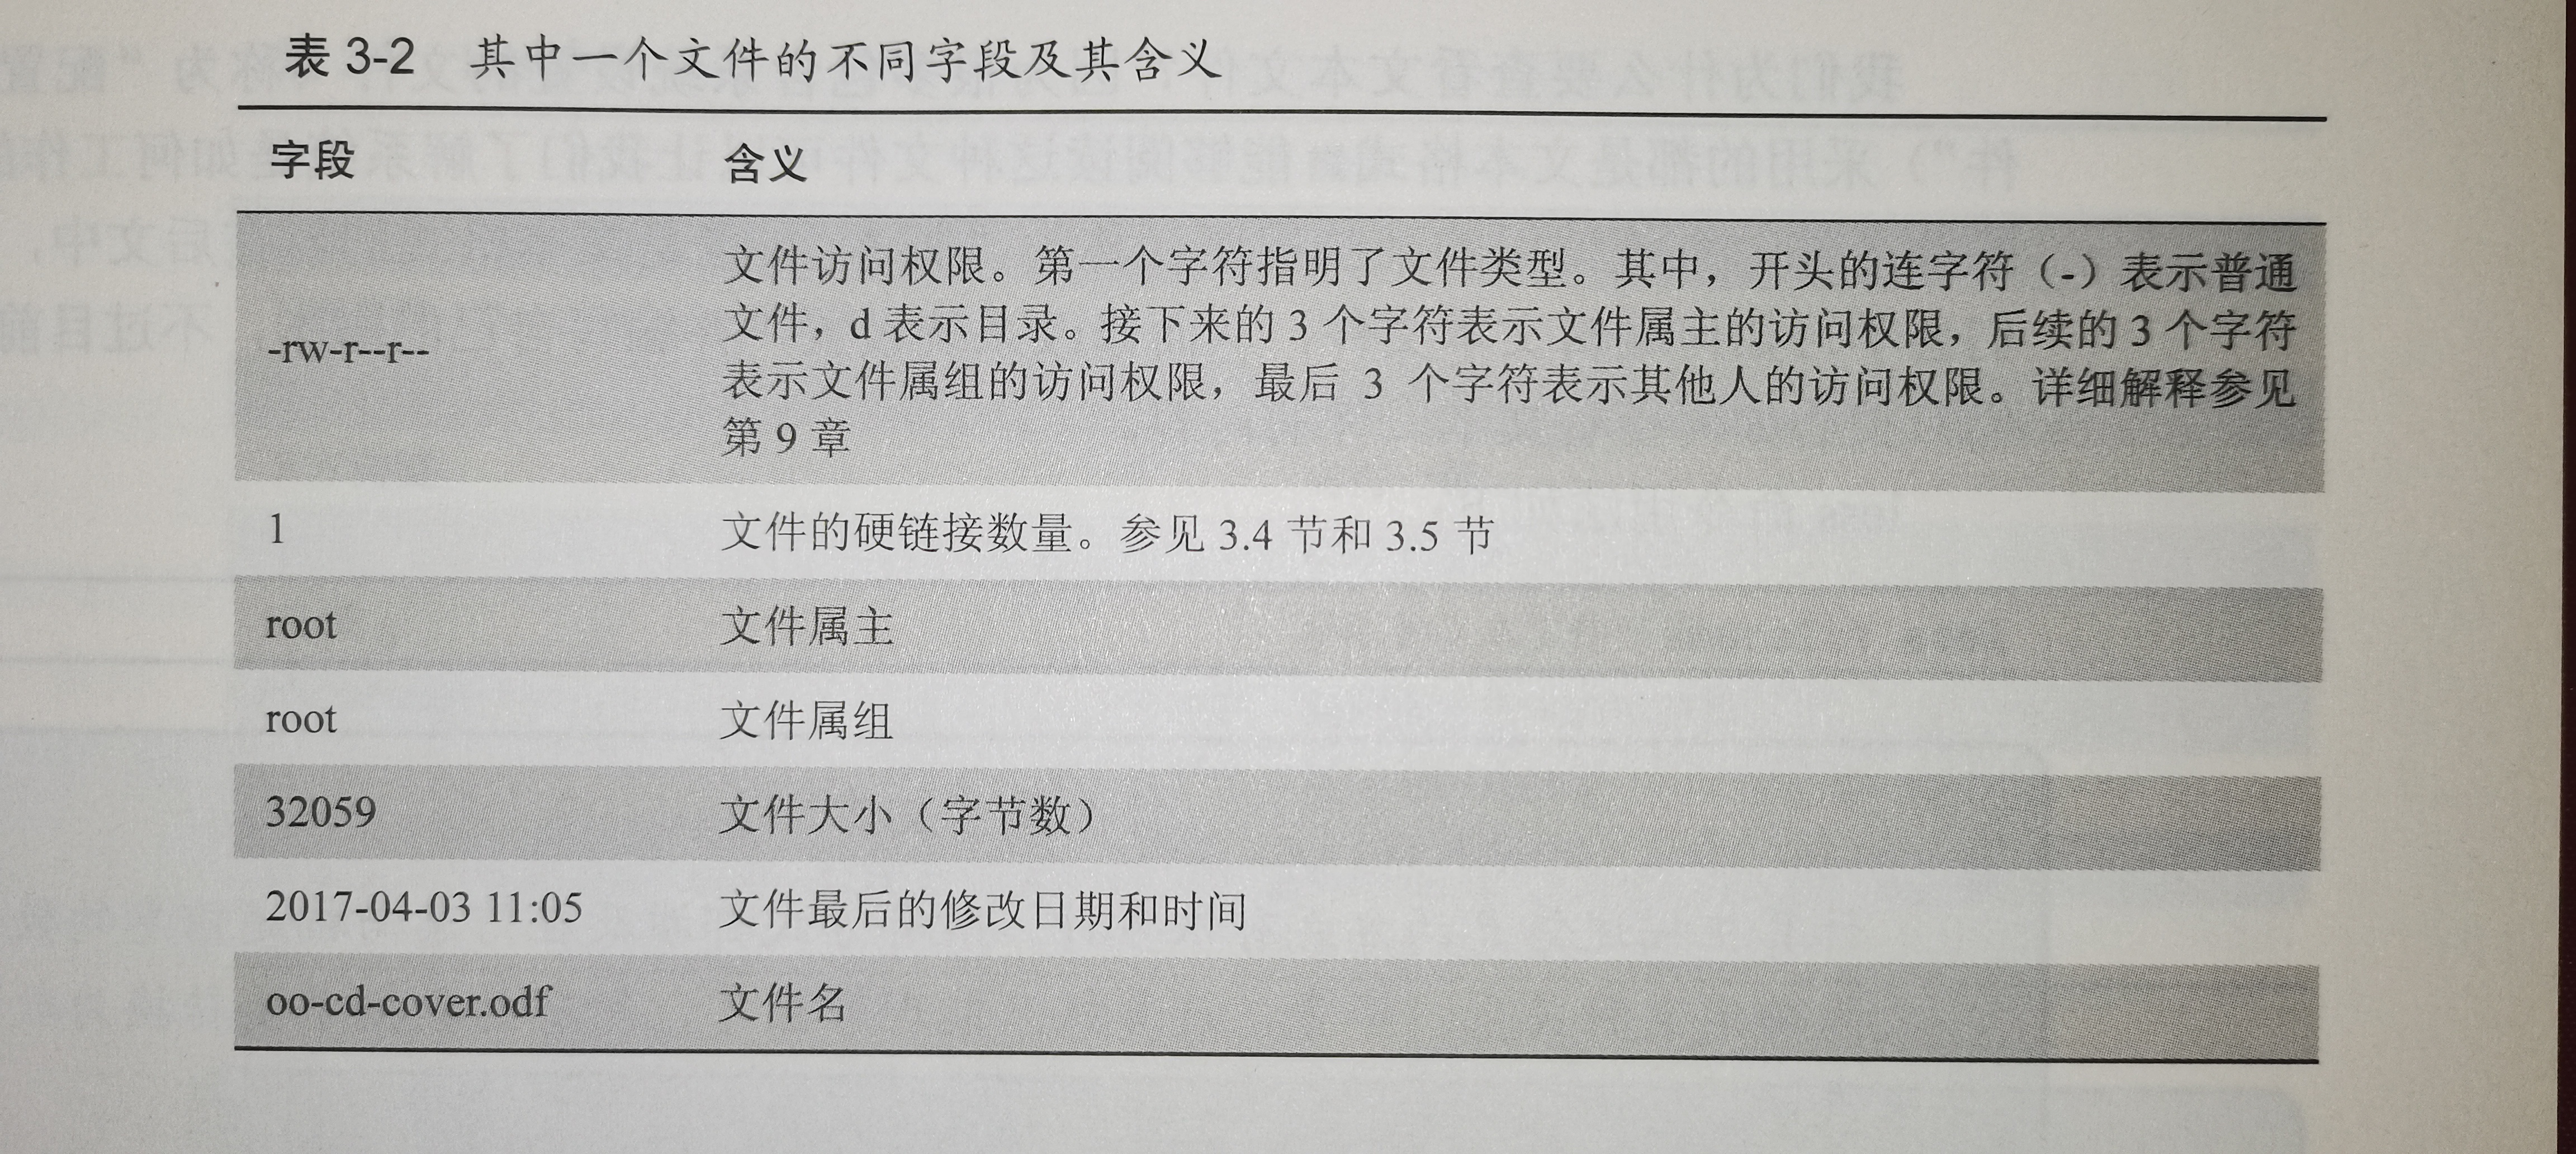 表 3-2 其中一个文件的不同字段及其含义
字段 含义
-rw-r--r-- 文件访问权限。第一个字符指明了文件类型。其中，开头的连字符（-）表示普通
文件，d 表示目录。接下来的 3 个字符表示文件属主的访问权限，后续的 3 个字符
表示文件属组的访问权限，最后 3 个字符表示其他人的访问权限。详细解释参见
第 9 章
1 文件的硬链接数量。参见 3.4 节和 3.5 节
root 文件属主
root 文件属组
32059 文件大小（字节数）
2017-04-03 11:05 文件最后的修改日期和时间
oo-cd-cover.odf 文件名